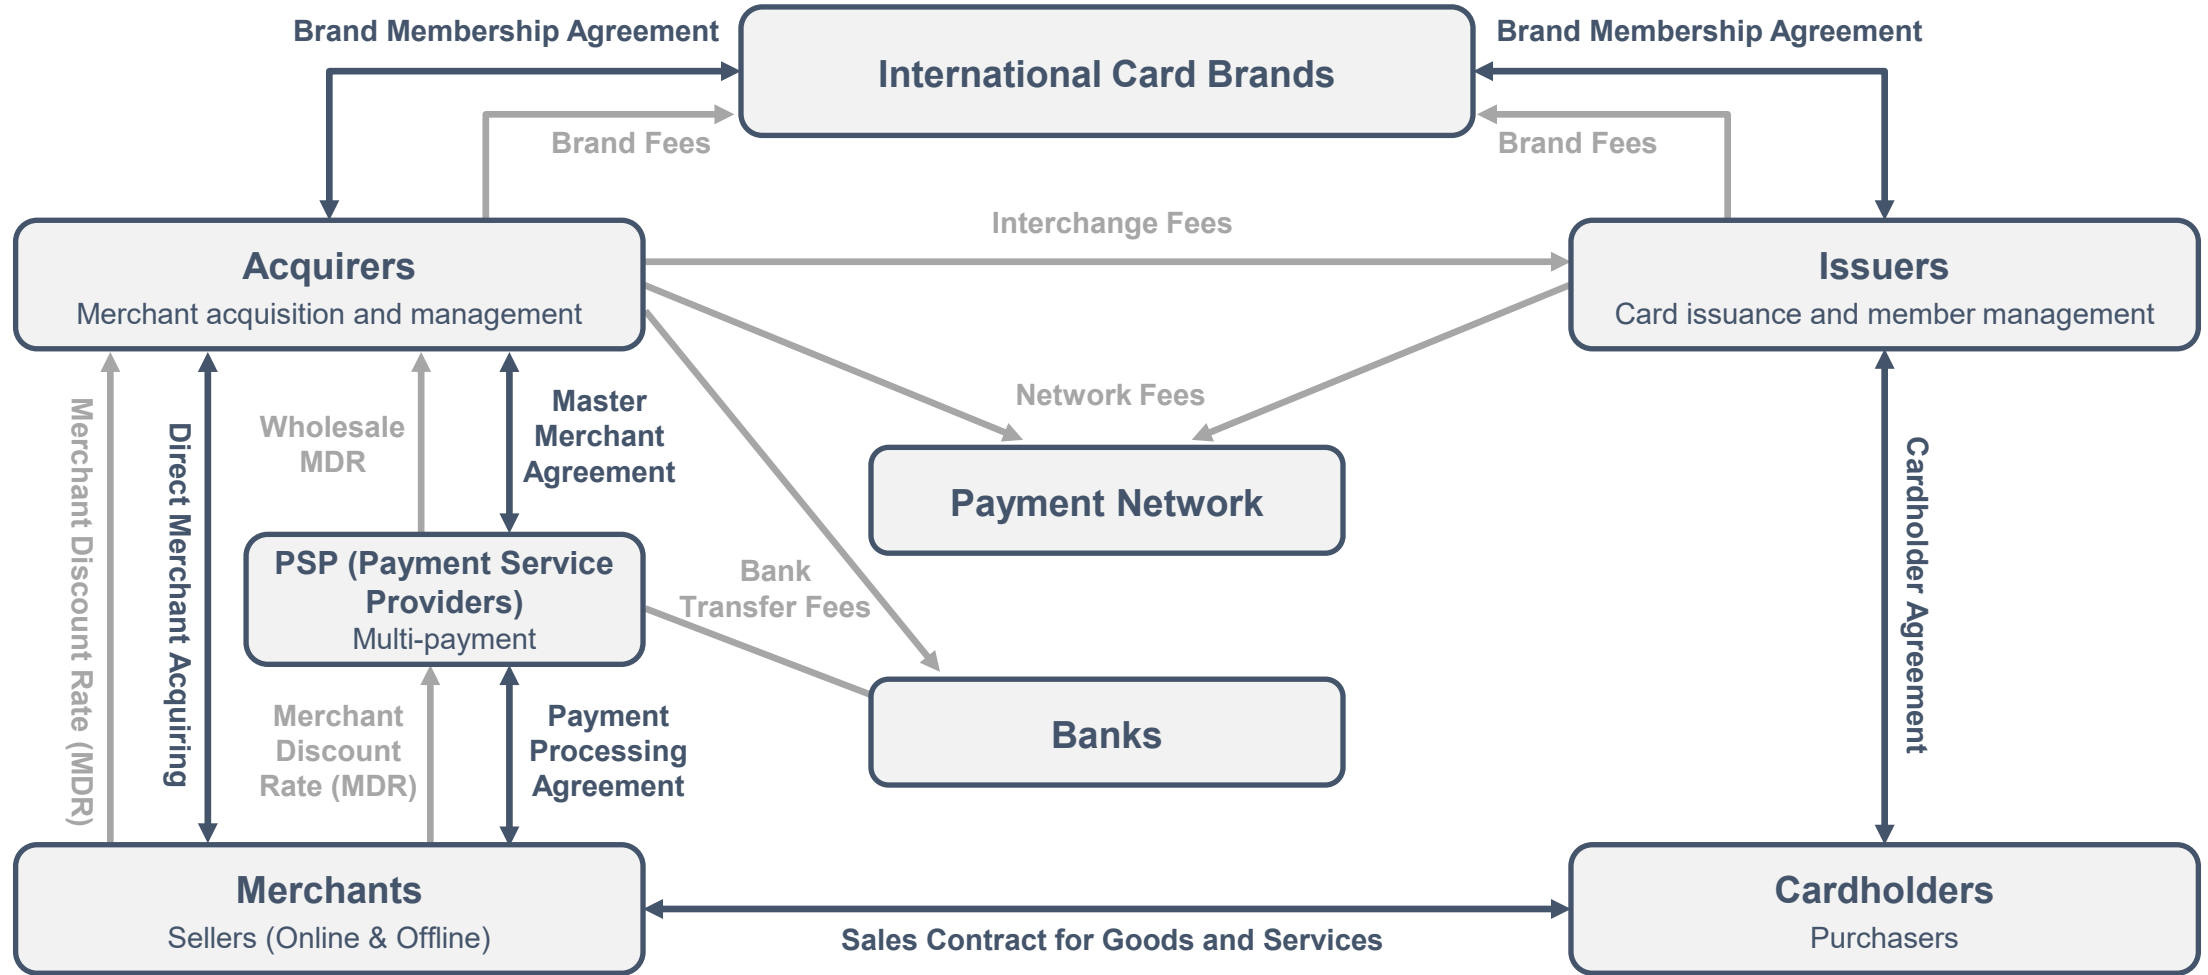 Brand Membership Agreement
International Card Brands
Brand Membership Agreement
Brand Fees
Brand Fees
Interchange Fees
Acquirers
Merchant acquisition and management
Issuers
Card issuance and member management
Merchant Discount Rate (MDR)
Direct Merchant Acquiring
Wholesale
MDR
Master
Merchant
Agreement
Network Fees
Payment Network
Cardholder Agreement
PSP (Payment Service
Providers)
Multi-payment
Bank
Transfer Fees
Merchant
Discount
Rate (MDR)
Payment
Processing
Agreement
Banks
Merchants
Sellers (Online & Offline)
Sales Contract for Goods and Services
Cardholders
Purchasers